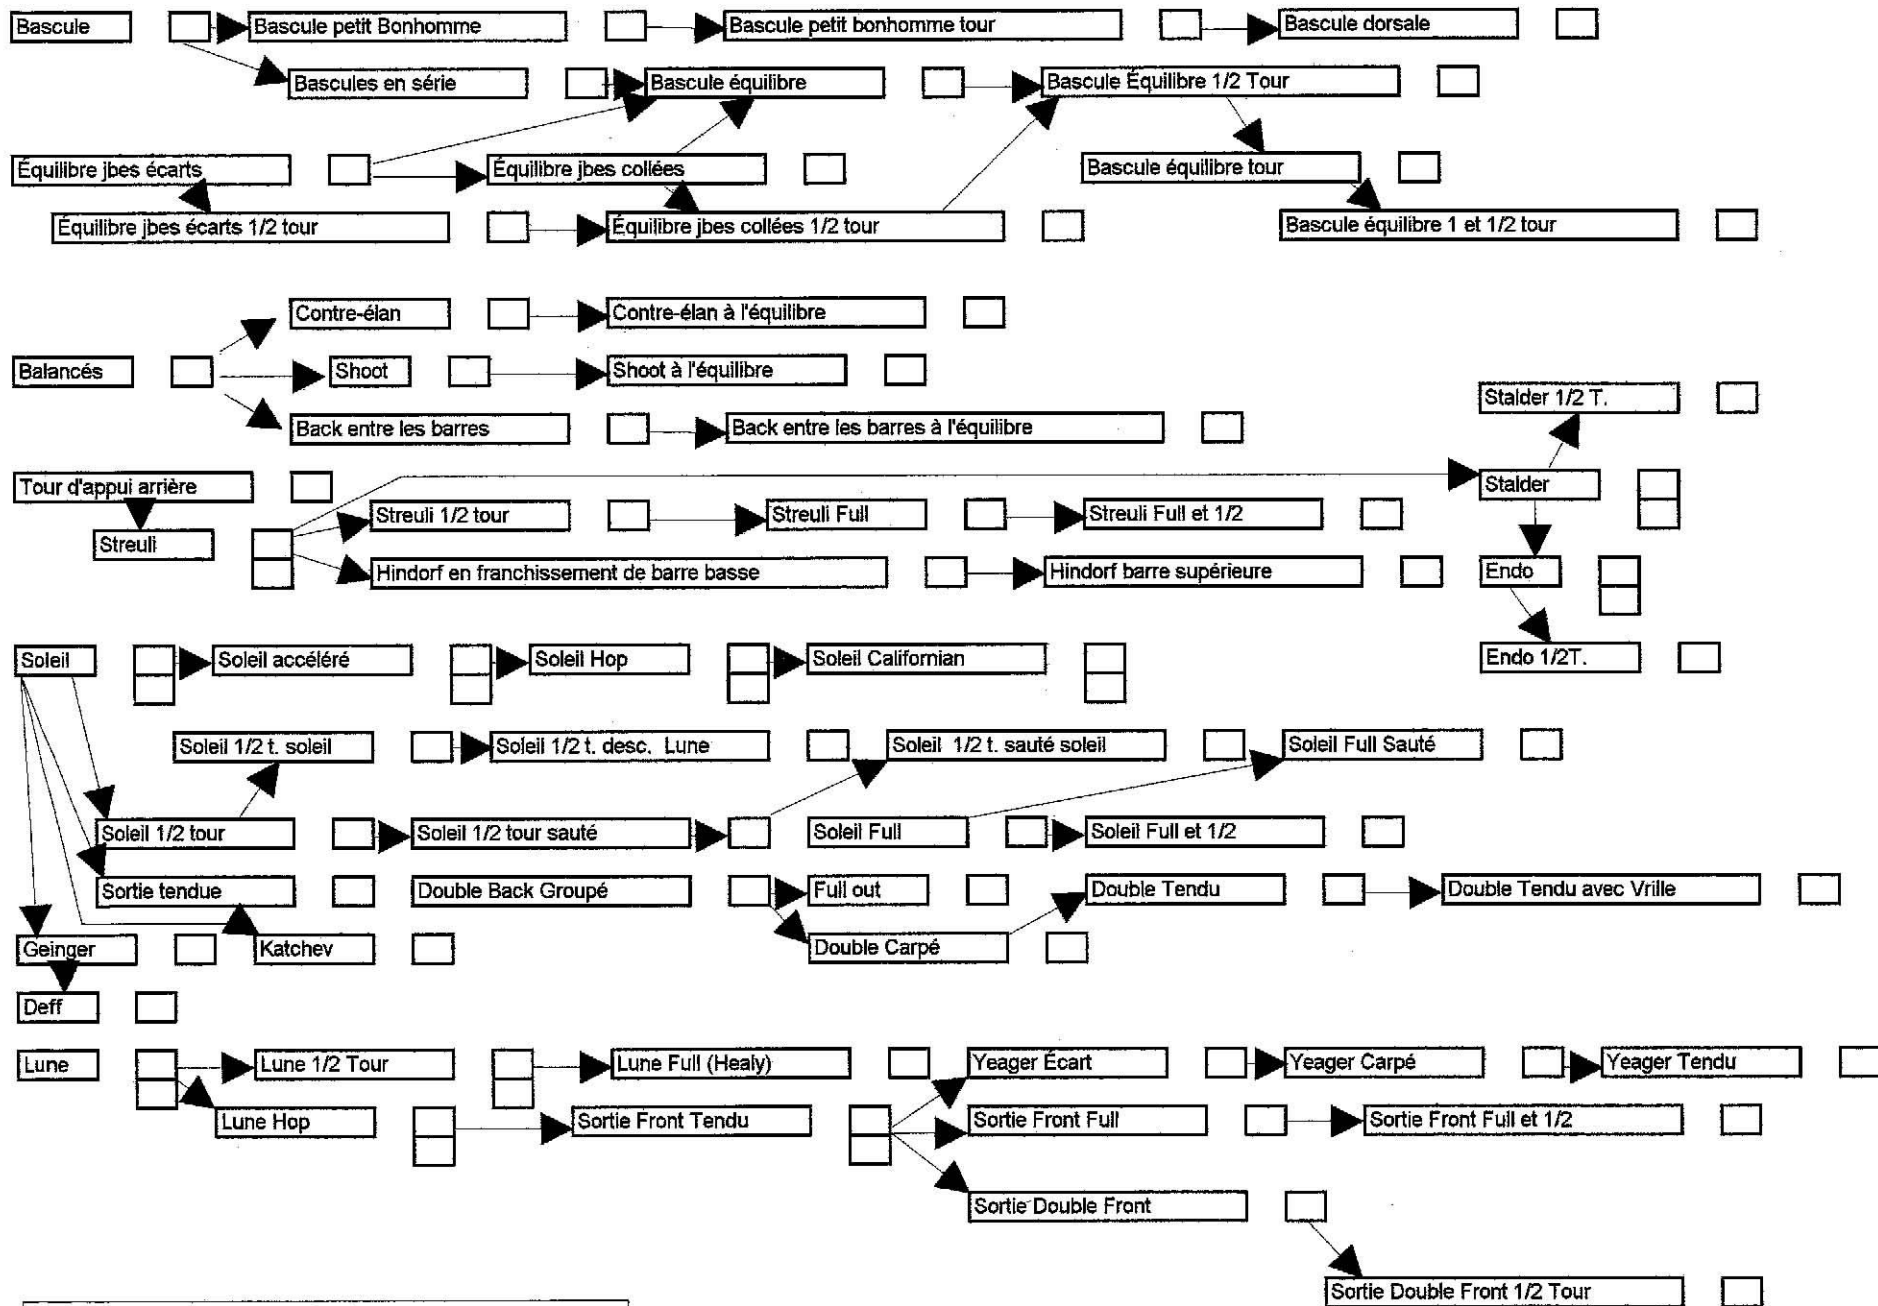 Bascule
Bascule petit Bonhomme
Bascule petit bonhomme tour
Bascule dorsale
Bascules en série
Bascule équilibre
Bascule Équilibre 1/2 Tour
Équilibre jbes écarts
Équilibre jbes collées
Bascule équilibre tour
Équilibre jbes écarts 1/2 tour
Équilibre jbes collées 1/2 tour
Bascule équilibre 1 et 1/2 tour
Contre-élan
Contre-élan à l'équilibre
Balancés
Shoot
Shoot à l'équilibre
Stalder 1/2 T.
Back entre les barres
Back entre les barres à l'équilibre
Tour d'appui arrière
Stalder
Streuli 1/2 tour
Streuli Full
Streuli Full et 1/2
Streuli
Hindorf en franchissement de barre basse
Hindorf barre supérieure
Endo
Soleil
Soleil accéléré
Soleil Hop
Soleil Californian
Endo 1/2T.
Soleil 1/2 t. soleil
Soleil 1/2 t. desc. Lune
Soleil 1/2 t. sauté soleil
Soleil Full Sauté
Soleil 1/2 tour
Soleil 1/2 tour sauté
Soleil Full
Soleil Full et 1/2
Sortie tendue
Double Back Groupé
Full out
Double Tendu
Double Tendu avec Vrille
Geinger
Katchev
Double Carpé
Deff
Lune
Lune 1/2 Tour
Lune Full (Healy)
Yeager Écart
Yeager Carpé
Yeager Tendu
Lune Hop
Sortie Front Tendu
Sortie Front Full
Sortie Front Full et 1/2
Sortie Double Front
Sortie Double Front 1/2 Tour